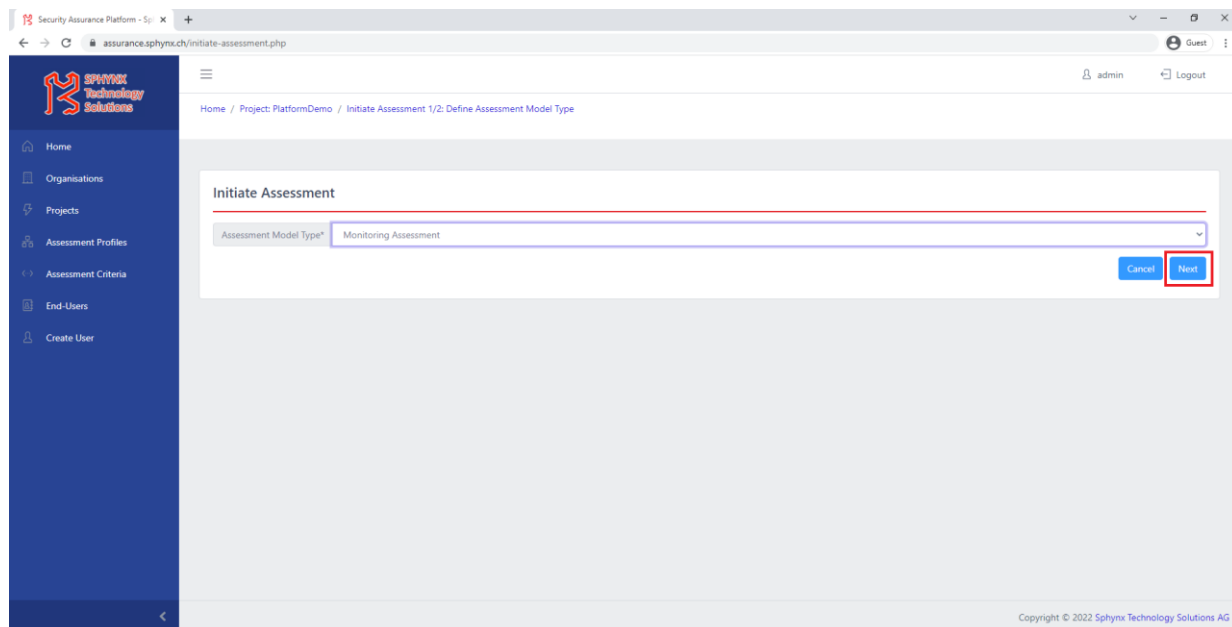 Security Assurance Platform - Sp
assurance.sphynx.ch/initiate-assessment.php
Guest
SPHYNX
Technology
Solutions
admin
Logout
Home / Project: PlatformDemo / Initiate Assessment 1/2: Define Assessment Model Type
Home
Organisations
Projects
Assessment Profiles
Assessment Criteria
End-Users
Create User
Initiate Assessment
Assessment Model Type*
Monitoring Assessment
Cancel
Next
Copyright © 2022 Sphynx Technology Solutions AG